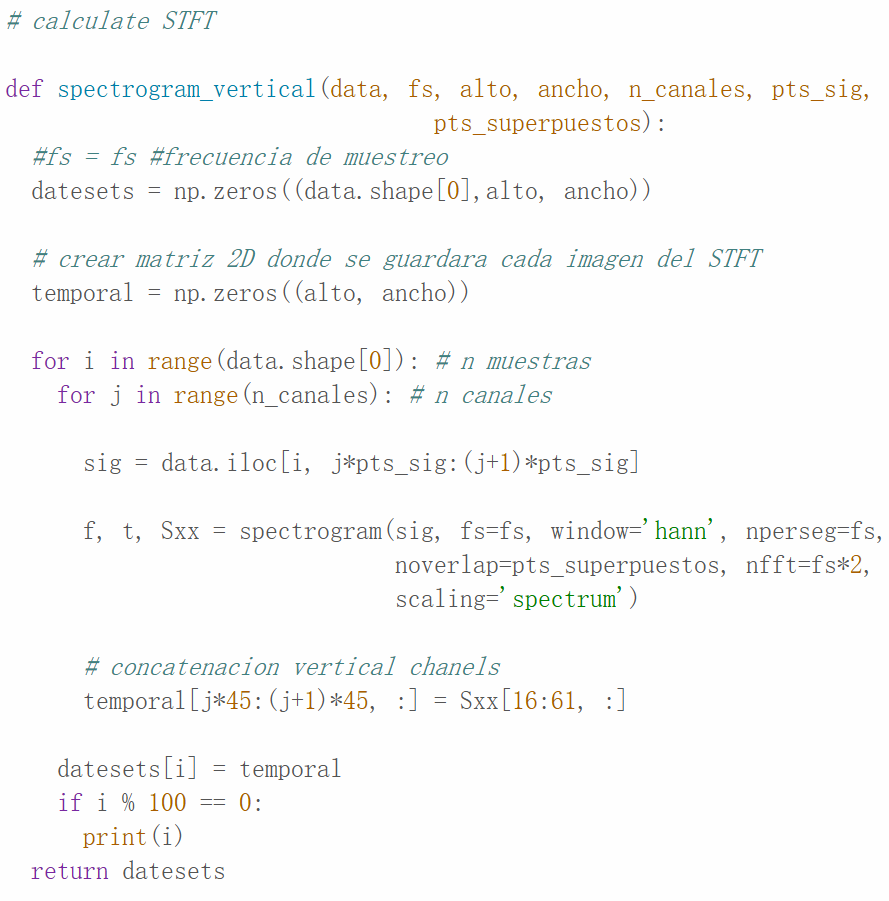 # calculate STFT
def spectrogram_vertical(data, fs, alto, ancho, n_canales, pts_sig,
                                 pts_superpuestos):
  #fs = fs #frecuencia de muestreo
  datesets = np.zeros((data.shape[0],alto, ancho))
  # crear matriz 2D donde se guardara cada imagen del STFT
  temporal = np.zeros((alto, ancho))
  for i in range(data.shape[0]): # n muestras
    for j in range(n_canales): # n canales
      sig = data.iloc[i, j*pts_sig:(j+1)*pts_sig]
      f, t, Sxx = spectrogram(sig, fs=fs, window='hann', nperseg=fs,
                              noverlap=pts_superpuestos, nfft=fs*2,
                              scaling='spectrum')
      # concatenacion vertical chanels
      temporal[j*45:(j+1)*45, :] = Sxx[16:61, :]
    datesets[i] = temporal
    if i % 100 == 0:
      print(i)
  return datesets